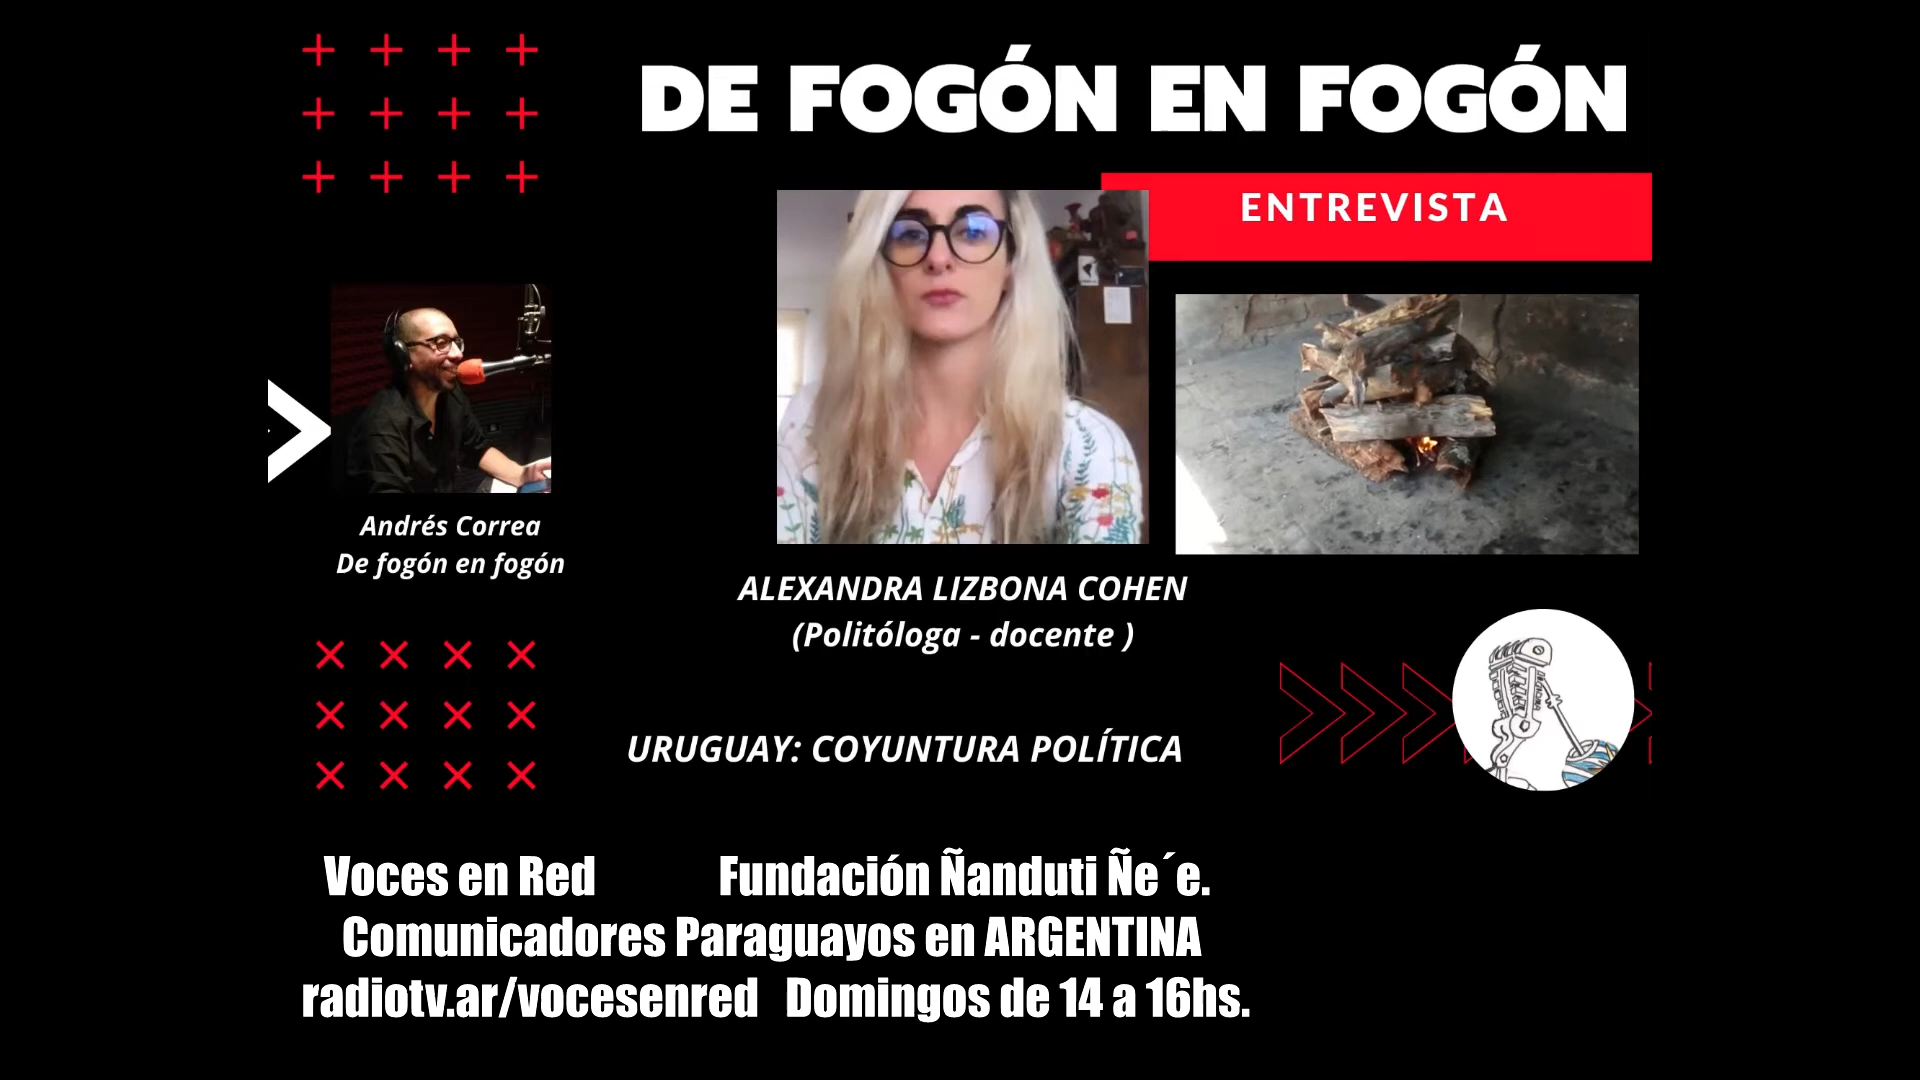 DE FOGÓN EN FOGÓN
ENTREVISTA
Andrés Correa
De fogón en fogón
ALEXANDRA LIZBONA COHEN
(Politóloga - docente )
URUGUAY: COYUNTURA POLÍTICA
Voces en Red Fundación Ñanduti Ñe´e.
Comunicadores Paraguayos en ARGENTINA
radiotv.ar/vocesenred Domingos de 14 a 16hs.